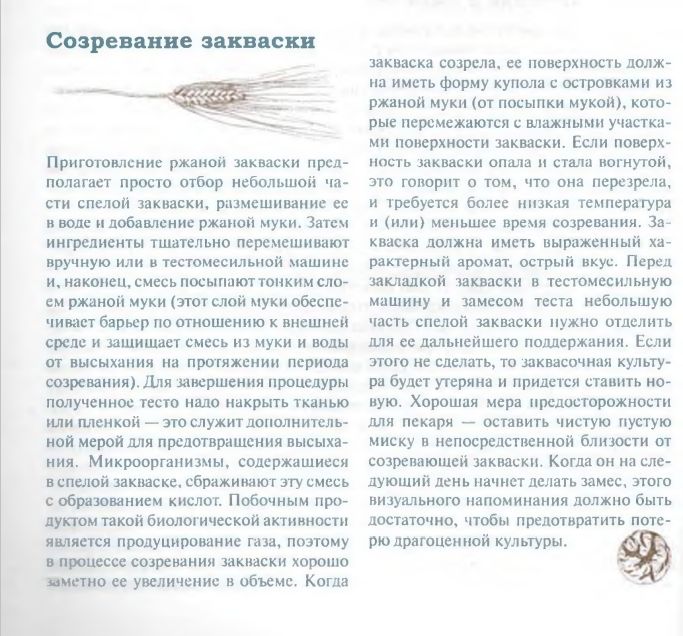 Созревание закваски
Приготовление ржаной закваски пред-
полагает просто отбор небольшой ча-
сти спелой закваски, размешивание ее
в воде и добавление ржаной муки. Затем
ингредиенты тщательно перемешивают
вручную или в тестомесильной машине
и, наконец, смесь посыпают тонким сло-
ем ржаной муки (этот слой муки обеспе-
чивает барьер по отношению к внешней
среде и защищает смесь из муки и воды
от высыхания на протяжении периода
созревания). Для завершения процедуры
полученное тесто надо накрыть тканью
или пленкой — это служит дополнитель-
ной мерой для предотвращения высыха-
ния. Микроорганизмы, содержащиеся
в спелой закваске, сбраживают эту смесь
с образованием кислот. Побочным про-
дуктом такой биологической активности
является продуцирование газа, поэтому
в процессе созревания закваски хорошо
заметно ее увеличение в объеме. Когда
закваска созрела, ее поверхность долж-
на иметь форму купола с островками из
ржаной муки (от посыпки мукой), кото-
рые перемежаются с влажными участка-
ми поверхности закваски. Если поверх-
ность закваски опала и стала вогнутой,
это говорит о том, что она перезрела,
и требуется более низкая температура
и (или) меньшее время созревания. За-
кваска должна иметь выраженный ха-
рактерный аромат, острый вкус. Перед
закладкой закваски в тестомесильную
машину и замесом теста небольшую
часть спелой закваски нужно отделить
для ее дальнейшего поддержания. Если
этого не сделать, то заквасочная культу-
ра будет утеряна и придется ставить но-
вую. Хорошая мера предосторожности
для пекаря — оставить чистую пустую
миску в непосредственной близости от
созревающей закваски. Когда он на сле-
дующий день начнет делать замес, этого
визуального напоминания должно быть
достаточно, чтобы предотвратить поте-
рю драгоценной культуры.